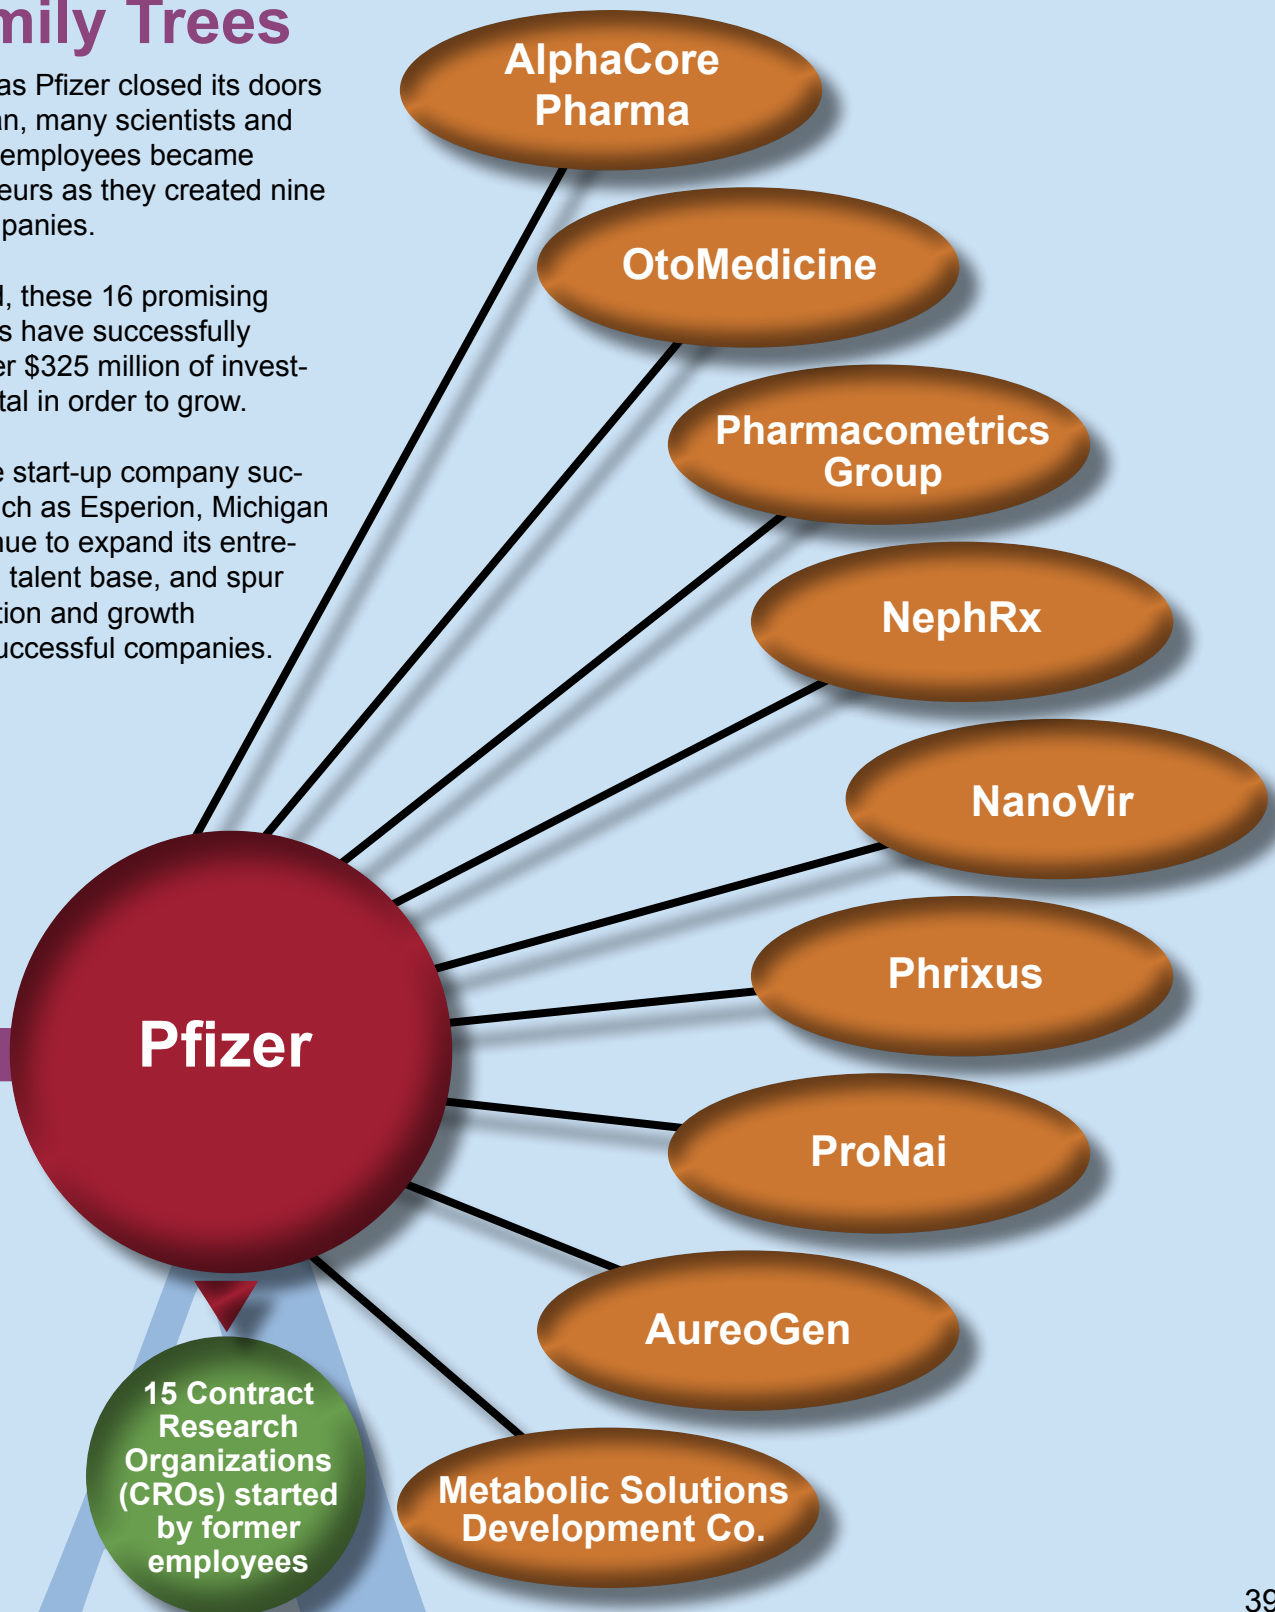 mily Trees
as Pfizer closed its doors
an, many scientists and
employees became
eurs as they created nine
panies.
d, these 16 promising
s have successfully
er $325 million of invest-
tal in order to grow.
e start-up company suc-
ch as Esperion, Michigan
nue to expand its entre-
talent base, and spur
tion and growth
uccessful companies.
AlphaCore
Pharma
OtoMedicine
Pharmacometrics
Group
NephRx
NanoVir
Phrixus
ProNai
AureoGen
Metabolic Solutions
Development Co.
Pfizer
15 Contract
Research
Organizations
(CROs) started
by former
employees
39